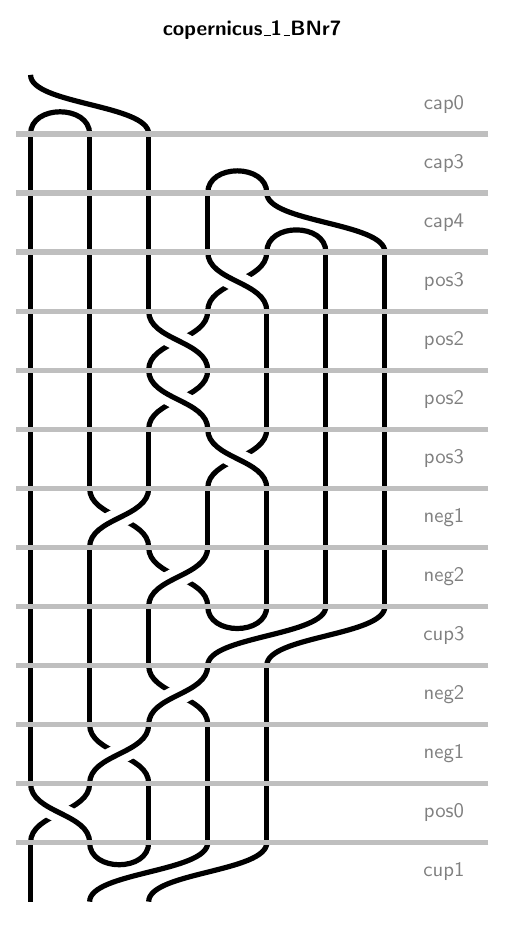 copernicus_1_BNr7
cap0
cap3
cap4
pos3
pos2
pos2
pos3
neg1
neg2
cup3
neg2
neg1
pos0
cup1